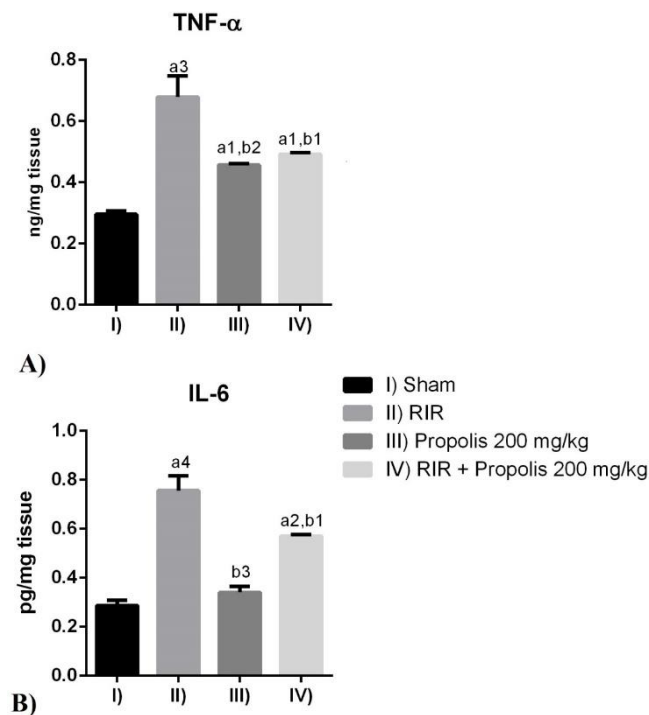 TNF-α
0.8
0.6
0.4
0.2
0.0
ng/mg tissue
a3
a1,b2
a1,b1
I)
II)
III)
IV)
A)
IL-6
1.0
0.8
0.6
0.4
0.2
0.0
pg/mg tissue
a4
b3
a2,b1
I)
II)
III)
IV)
B)
I) Sham
II) RIR
III) Propolis 200 mg/kg
IV) RIR + Propolis 200 mg/kg